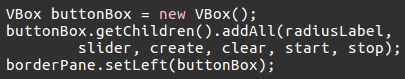 VBox buttonBox = new VBox();
buttonBox.getChildren().addAll(radiusLabel,
        slider, create, clear, start, stop);
borderPane.setLeft(buttonBox);